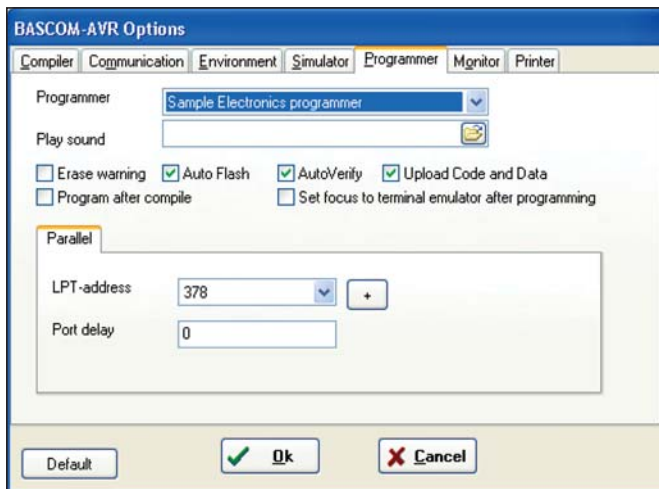 BASCOM-AVR Options
Compiler Communication Environment Simulator Programmer Monitor Printer
Programmer Sample Electronics programmer
Play sound
Erase warning Auto Flash AutoVerify Upload Code and Data
Program after compile Set focus to terminal emulator after programming
Parallel
LPT-address 378 +
Port delay 0
Default Ok Cancel